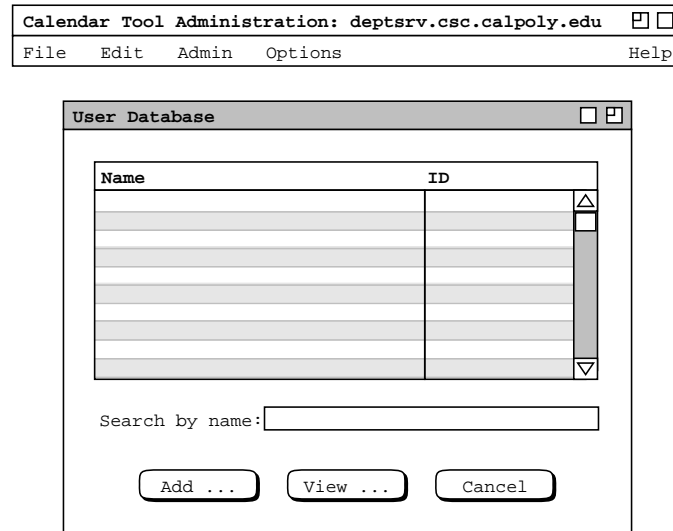 Calendar Tool Administration: deptsrv.csc.calpoly.edu
File Edit Admin Options Help
User Database
Name ID
Search by name:
Add ... View ... Cancel